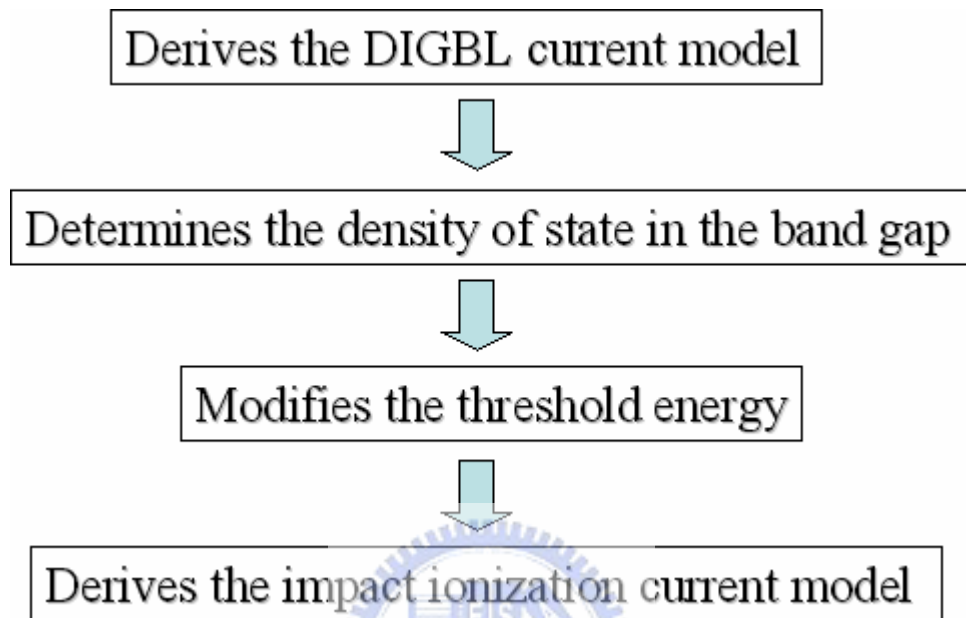 Derives the DIGBL current model
Determines the density of state in the band gap
Modifies the threshold energy
Derives the impact ionization current model